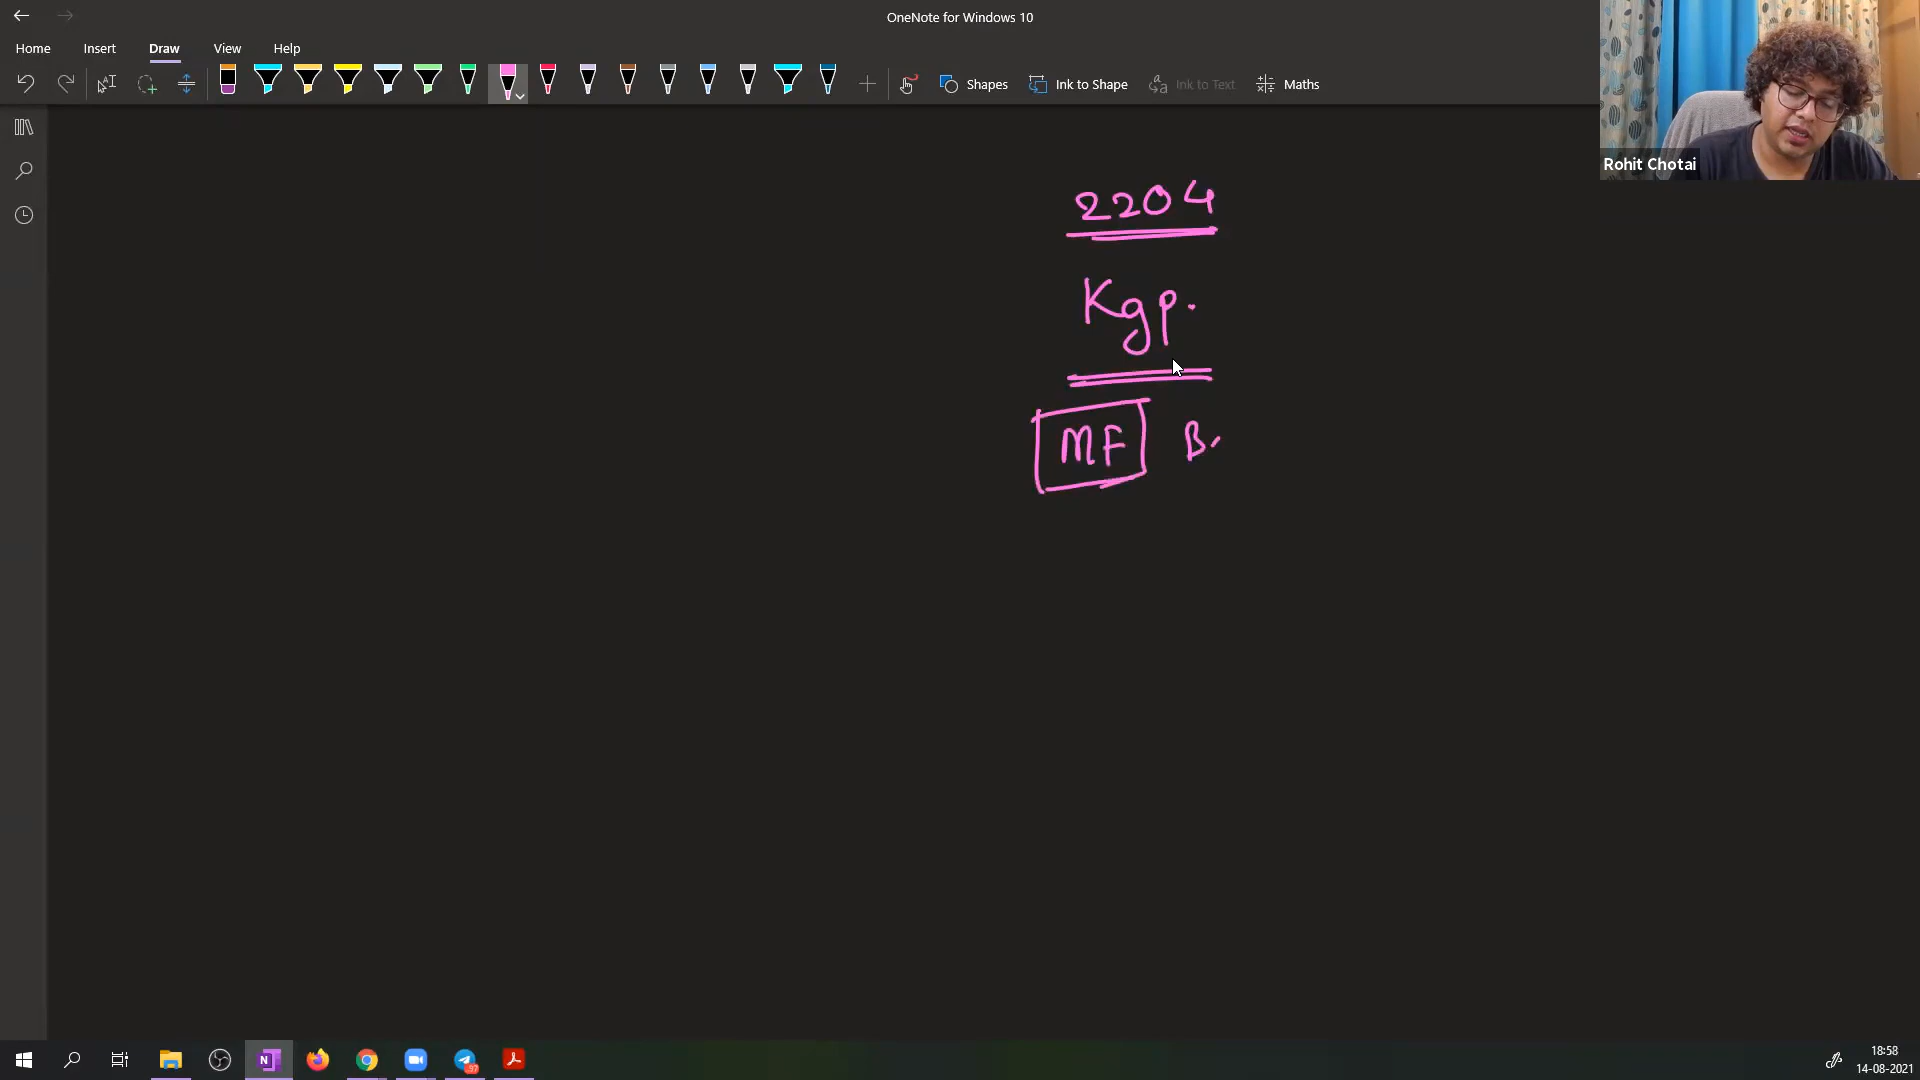 OneNote for Windows 10
Home Insert Draw View Help
Shapes Ink to Shape Ink to Text Maths
Rohit Chotai
2204
Kgp.
MF B.
18:58
14-08-2021